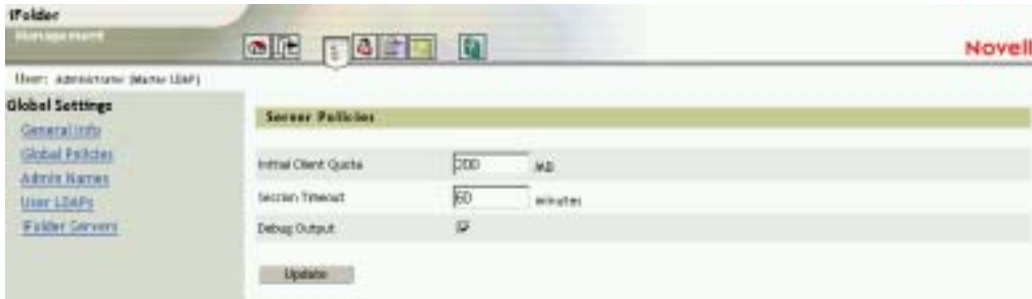 iFolder
Management
Novell
User: Administrator (Master LDAP)
Global Settings
General Info
Global Policies
Admin Names
User LDAPs
iFolder Servers
Server Policies
Initial Client Quota 200 MB
Session Timeout 60 minutes
Debug Output
Update